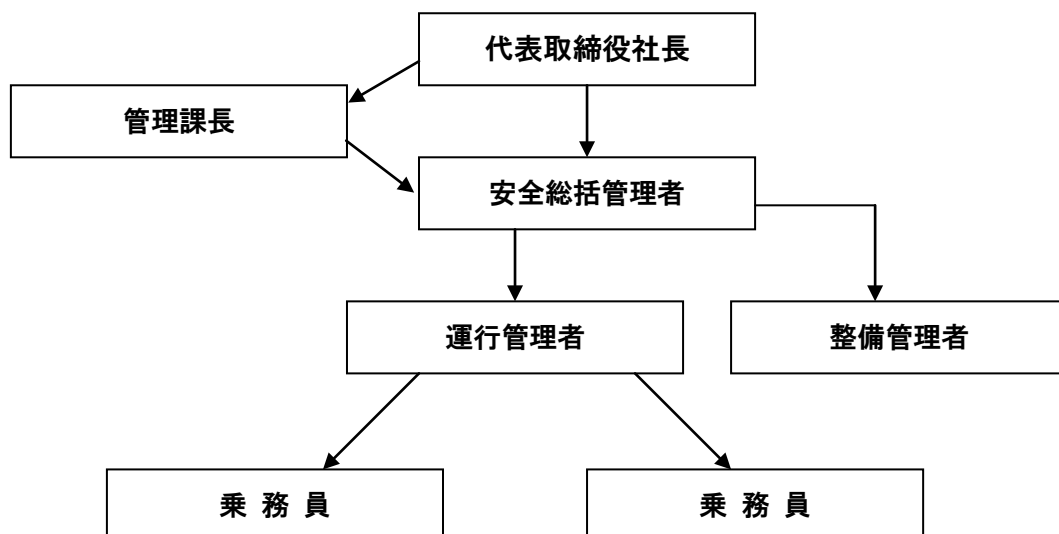 代表取締役社長
管理課長
安全総括管理者
運行管理者
整備管理者
乗 務 員
乗 務 員